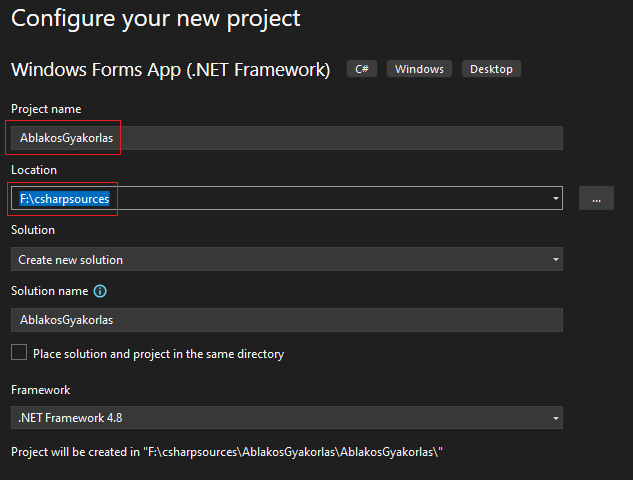 Configure your new project
Windows Forms App (.NET Framework) C# Windows Desktop
Project name
AblakosGyakorlas
Location
F:\csharpsources
...
Solution
Create new solution
Solution name
AblakosGyakorlas
Place solution and project in the same directory
Framework
.NET Framework 4.8
Project will be created in "F:\csharpsources\AblakosGyakorlas\AblakosGyakorlas\"